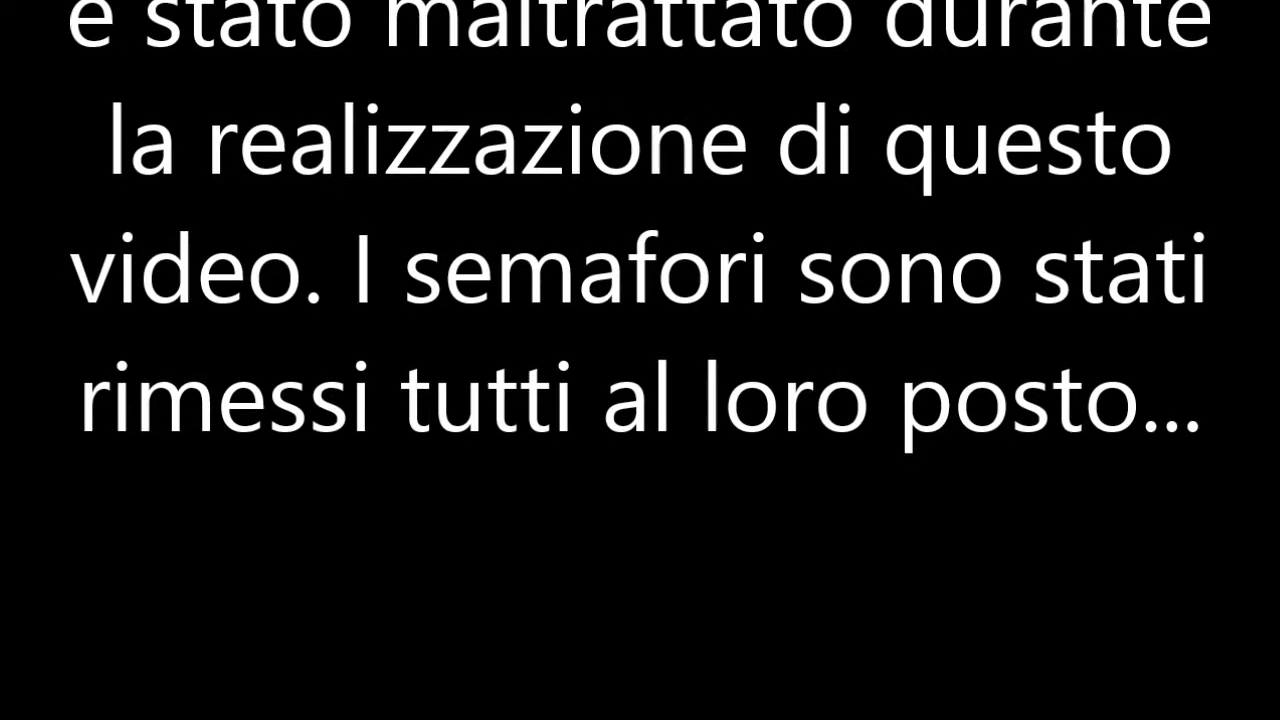 è stato maltrattato durante
la realizzazione di questo
video. I semafori sono stati
rimessi tutti al loro posto...